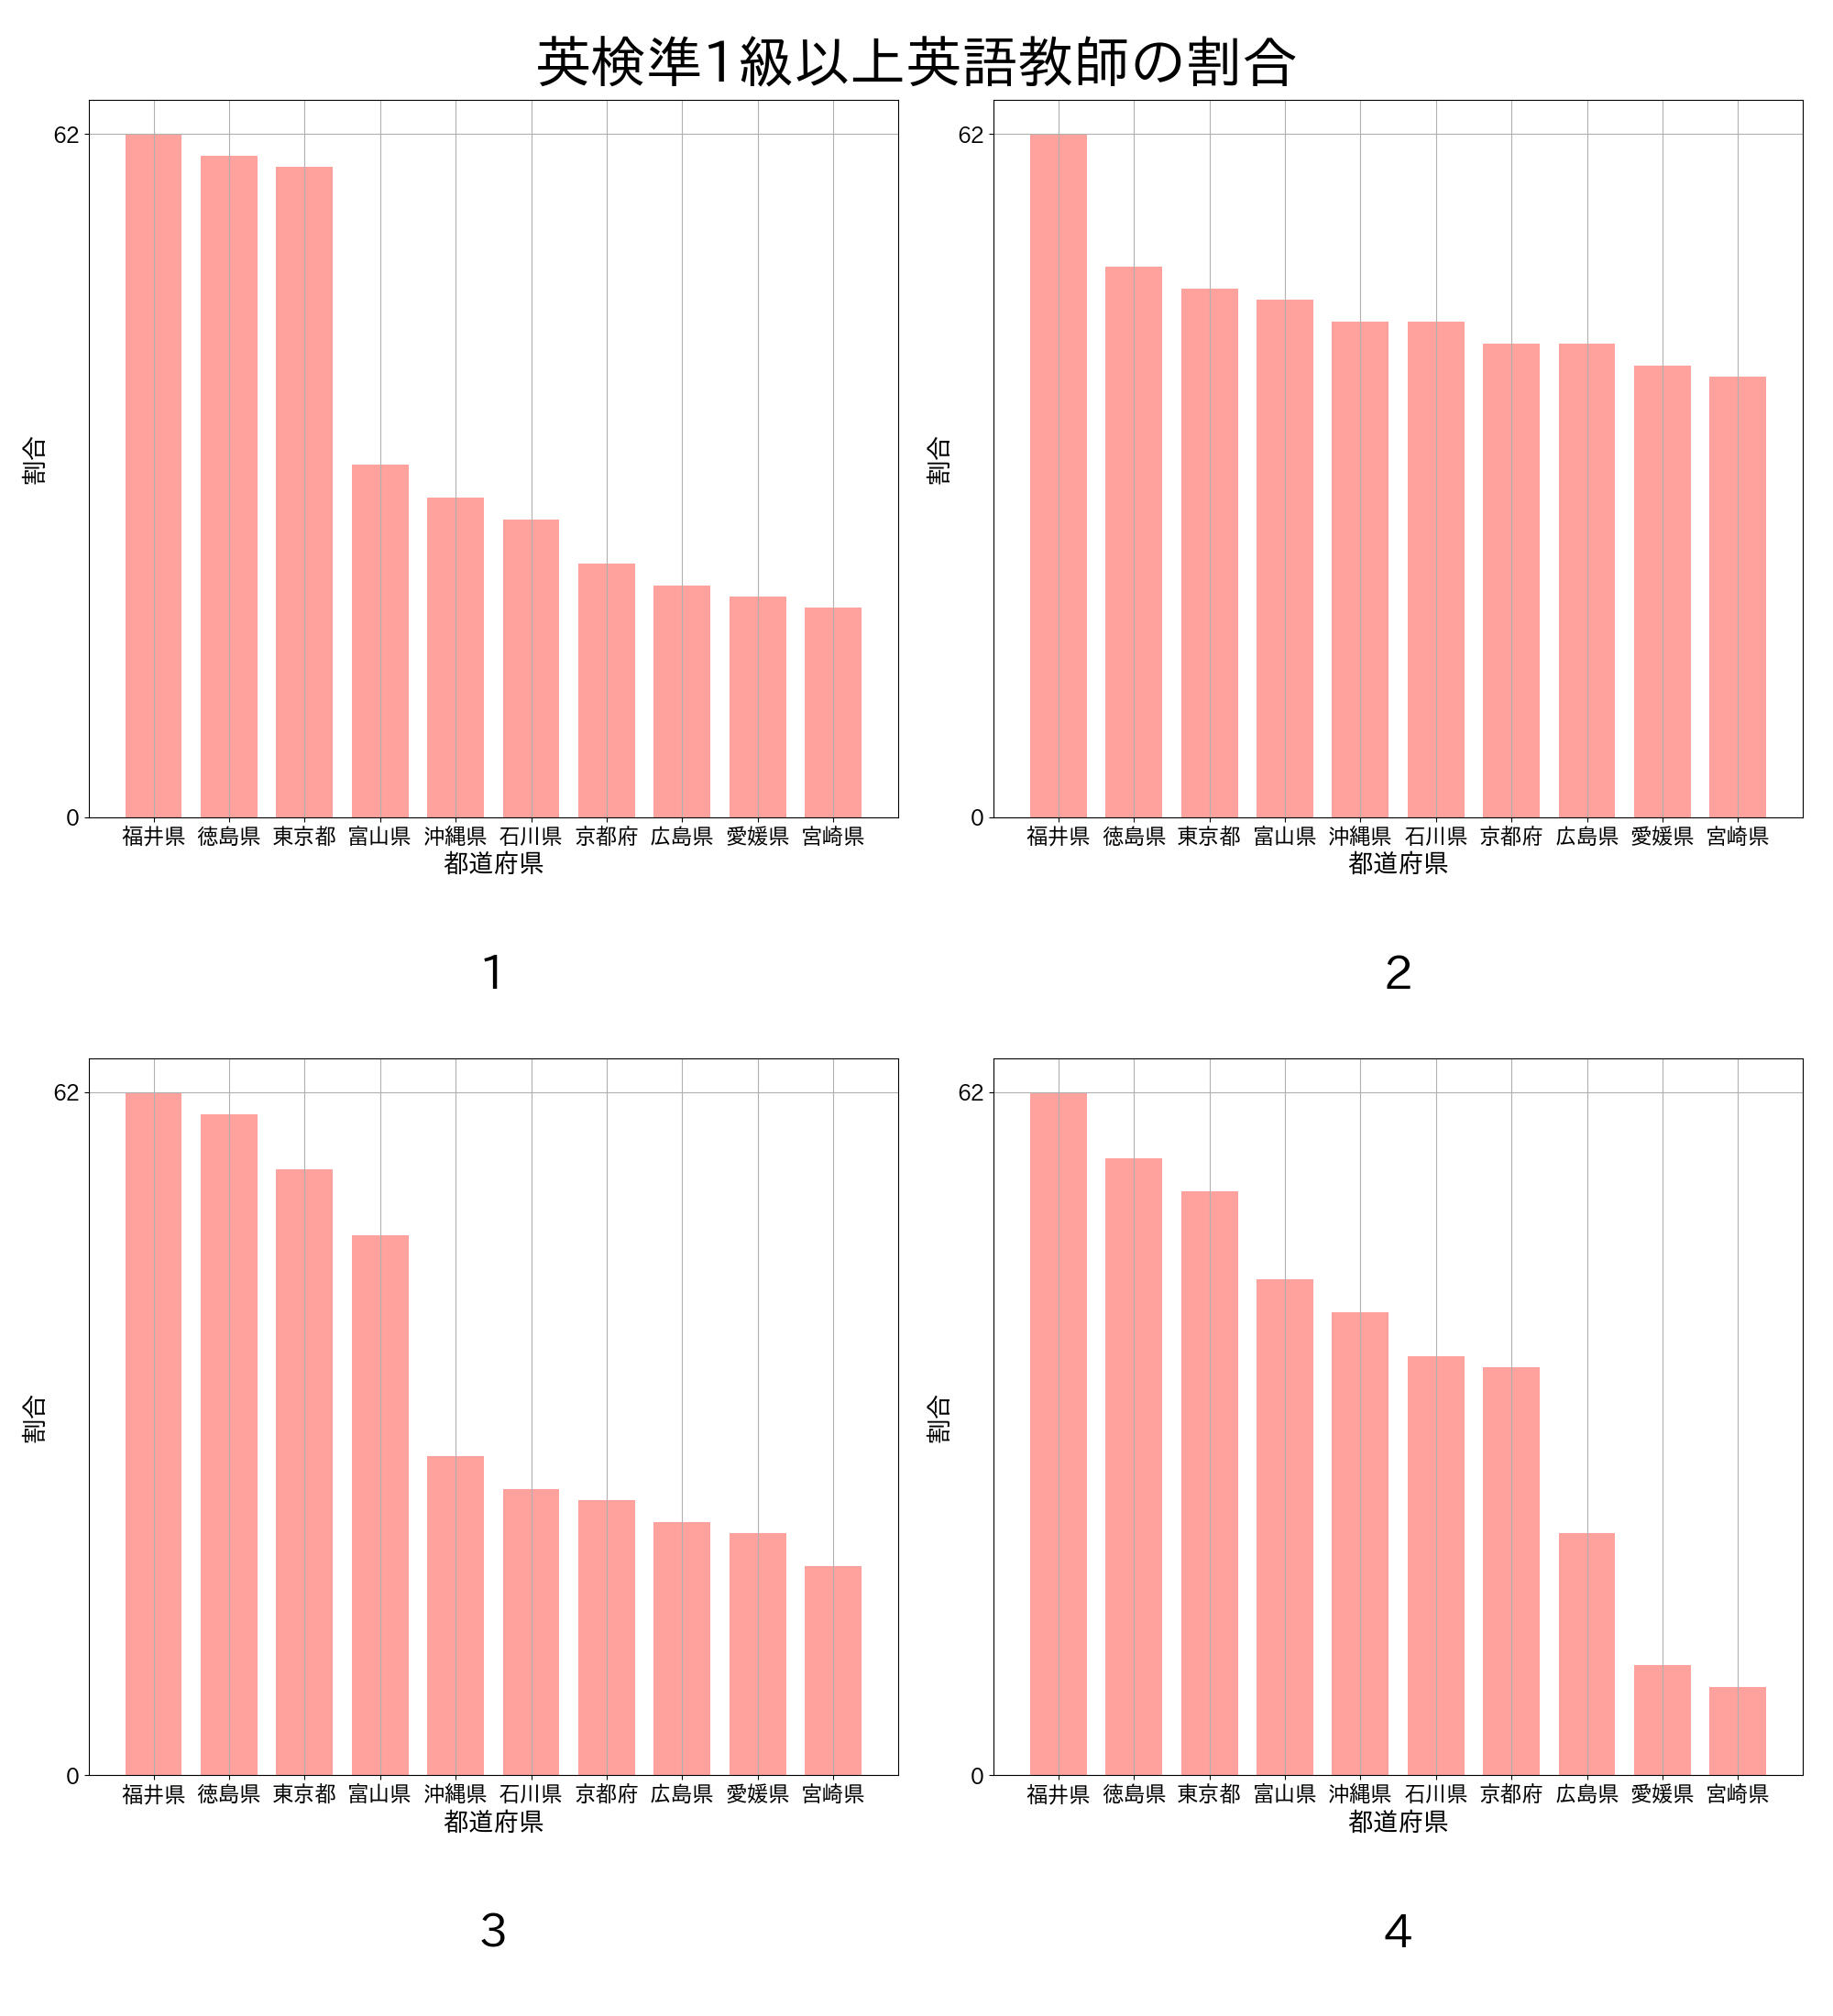 英検準1級以上英語教師の割合
62
0
割合
福井県 徳島県 東京都 富山県 沖縄県 石川県 京都府 広島県 愛媛県 宮崎県
都道府県
1
62
0
割合
福井県 徳島県 東京都 富山県 沖縄県 石川県 京都府 広島県 愛媛県 宮崎県
都道府県
2
62
0
割合
福井県 徳島県 東京都 富山県 沖縄県 石川県 京都府 広島県 愛媛県 宮崎県
都道府県
3
62
0
割合
福井県 徳島県 東京都 富山県 沖縄県 石川県 京都府 広島県 愛媛県 宮崎県
都道府県
4